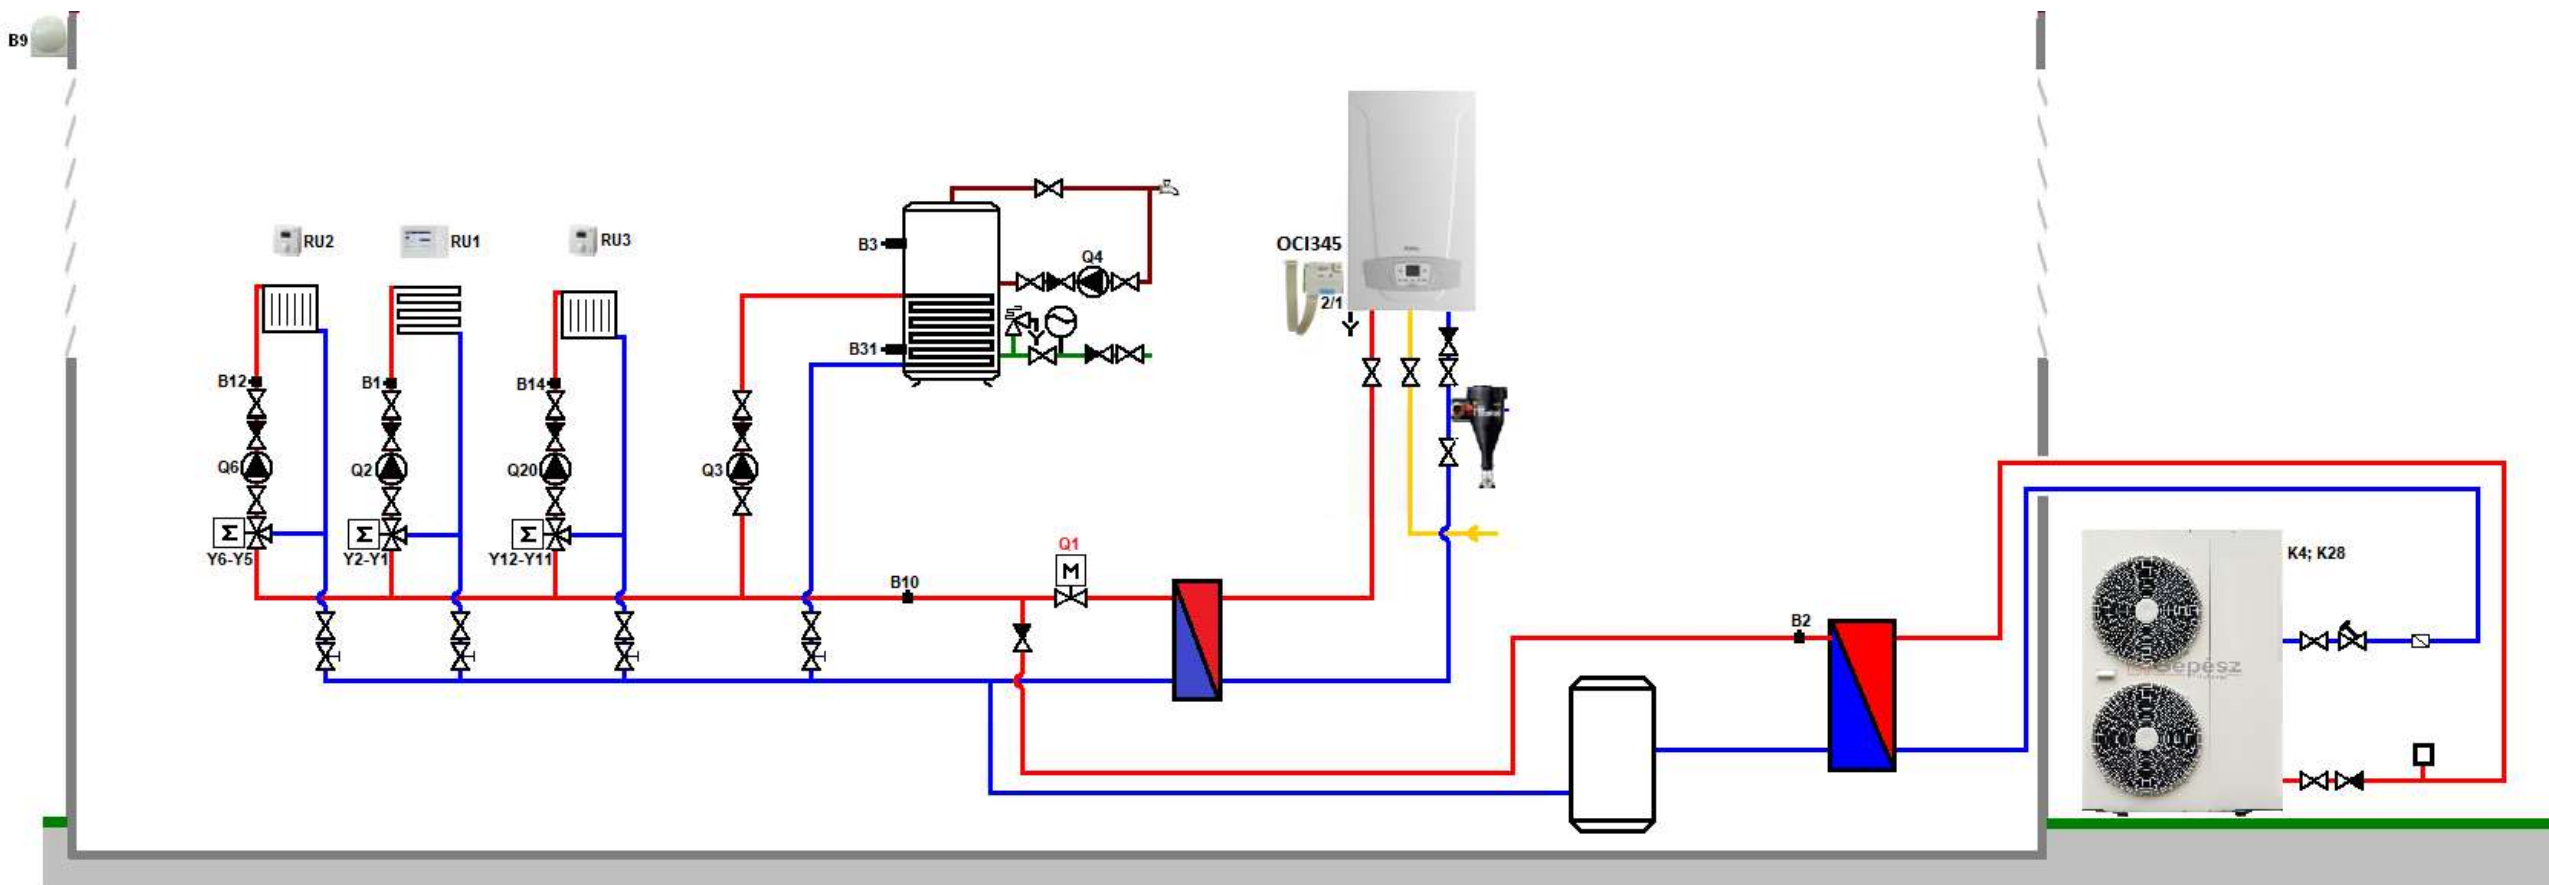 B9
RU2
RU1
RU3
B3
Q4
OCI345
2/1
B31
B12
B1
B14
Q6
Q2
Q20
Q3
Σ
Σ
Σ
Y6-Y5
Y2-Y1
Y12-Y11
Q1
M
B10
B2
K4; K28